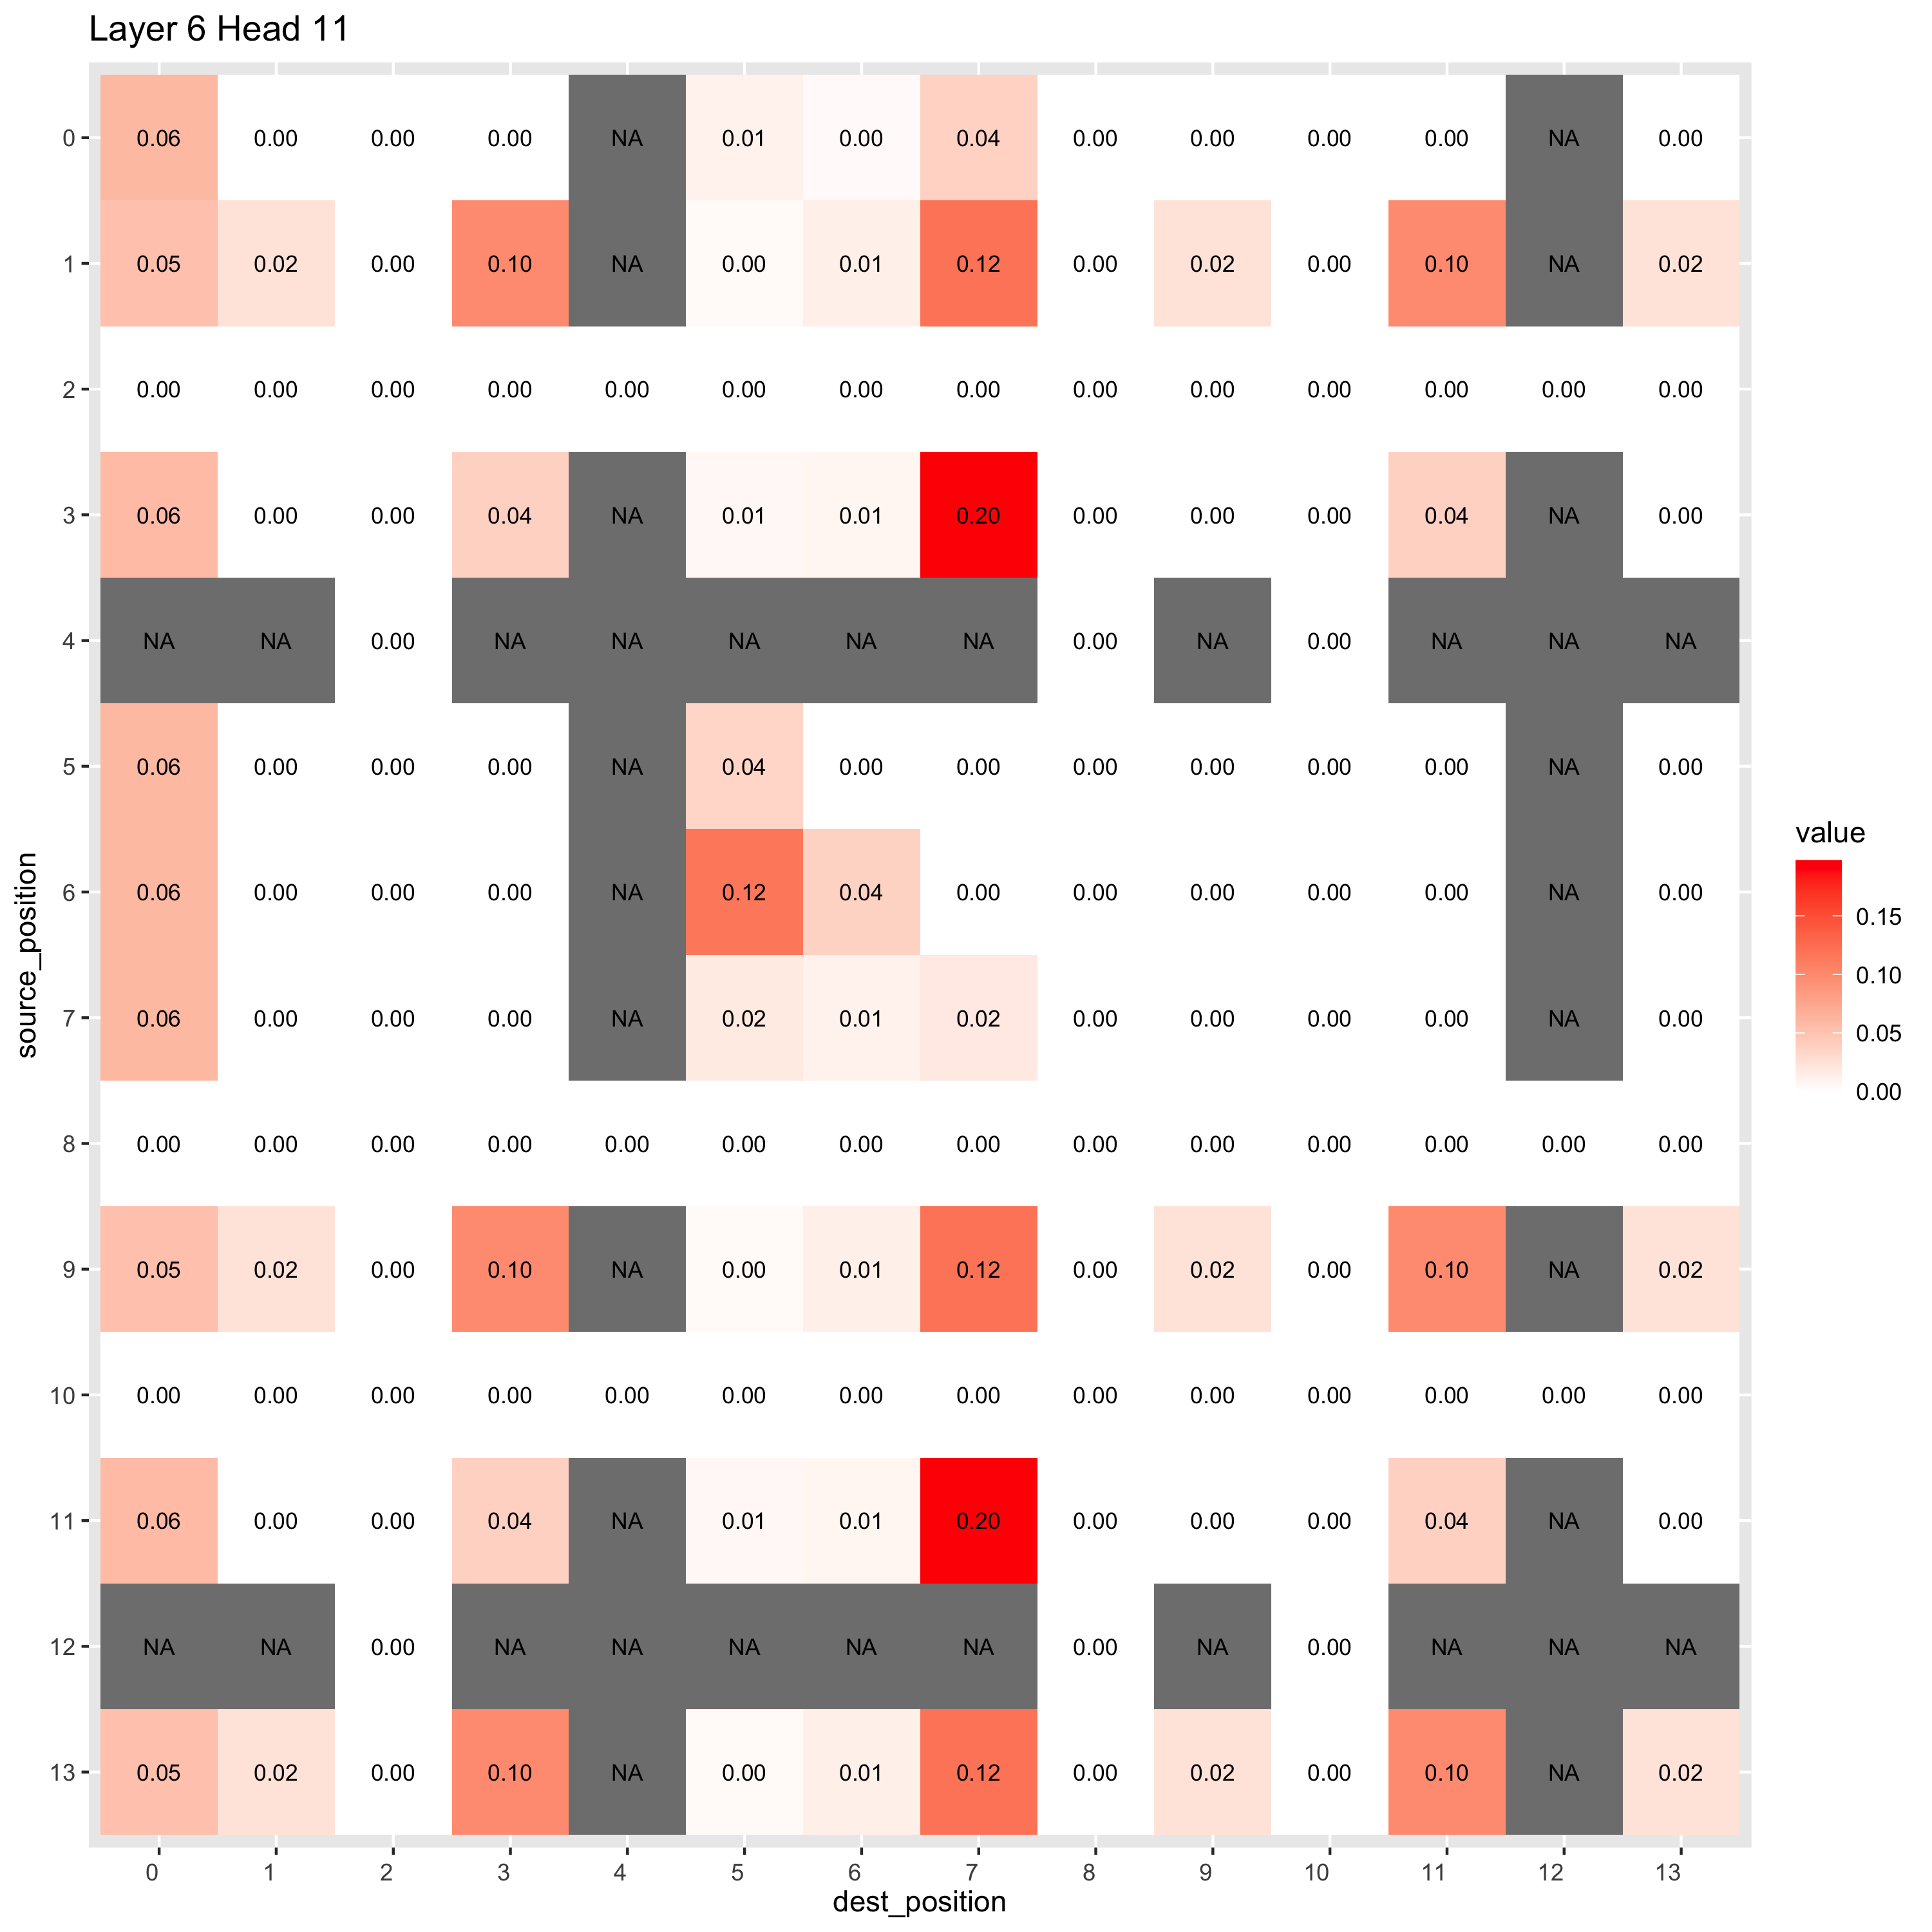 Layer 6 Head 11
0 0.06 0.00 0.00 0.00 NA 0.01 0.00 0.04 0.00 0.00 0.00 0.00 NA 0.00
1 0.05 0.02 0.00 0.10 NA 0.00 0.01 0.12 0.00 0.02 0.00 0.10 NA 0.02
2 0.00 0.00 0.00 0.00 0.00 0.00 0.00 0.00 0.00 0.00 0.00 0.00 0.00 0.00
3 0.06 0.00 0.00 0.04 NA 0.01 0.01 0.20 0.00 0.00 0.00 0.04 NA 0.00
4 NA NA 0.00 NA NA NA NA NA 0.00 NA 0.00 NA NA NA
5 0.06 0.00 0.00 0.00 NA 0.04 0.00 0.00 0.00 0.00 0.00 0.00 NA 0.00
6 0.06 0.00 0.00 0.00 NA 0.12 0.04 0.00 0.00 0.00 0.00 0.00 NA 0.00
7 0.06 0.00 0.00 0.00 NA 0.02 0.01 0.02 0.00 0.00 0.00 0.00 NA 0.00
8 0.00 0.00 0.00 0.00 0.00 0.00 0.00 0.00 0.00 0.00 0.00 0.00 0.00 0.00
9 0.05 0.02 0.00 0.10 NA 0.00 0.01 0.12 0.00 0.02 0.00 0.10 NA 0.02
10 0.00 0.00 0.00 0.00 0.00 0.00 0.00 0.00 0.00 0.00 0.00 0.00 0.00 0.00
11 0.06 0.00 0.00 0.04 NA 0.01 0.01 0.20 0.00 0.00 0.00 0.04 NA 0.00
12 NA NA 0.00 NA NA NA NA NA 0.00 NA 0.00 NA NA NA
13 0.05 0.02 0.00 0.10 NA 0.00 0.01 0.12 0.00 0.02 0.00 0.10 NA 0.02
0 1 2 3 4 5 6 7 8 9 10 11 12 13
dest_position
source_position
value
0.15
0.10
0.05
0.00